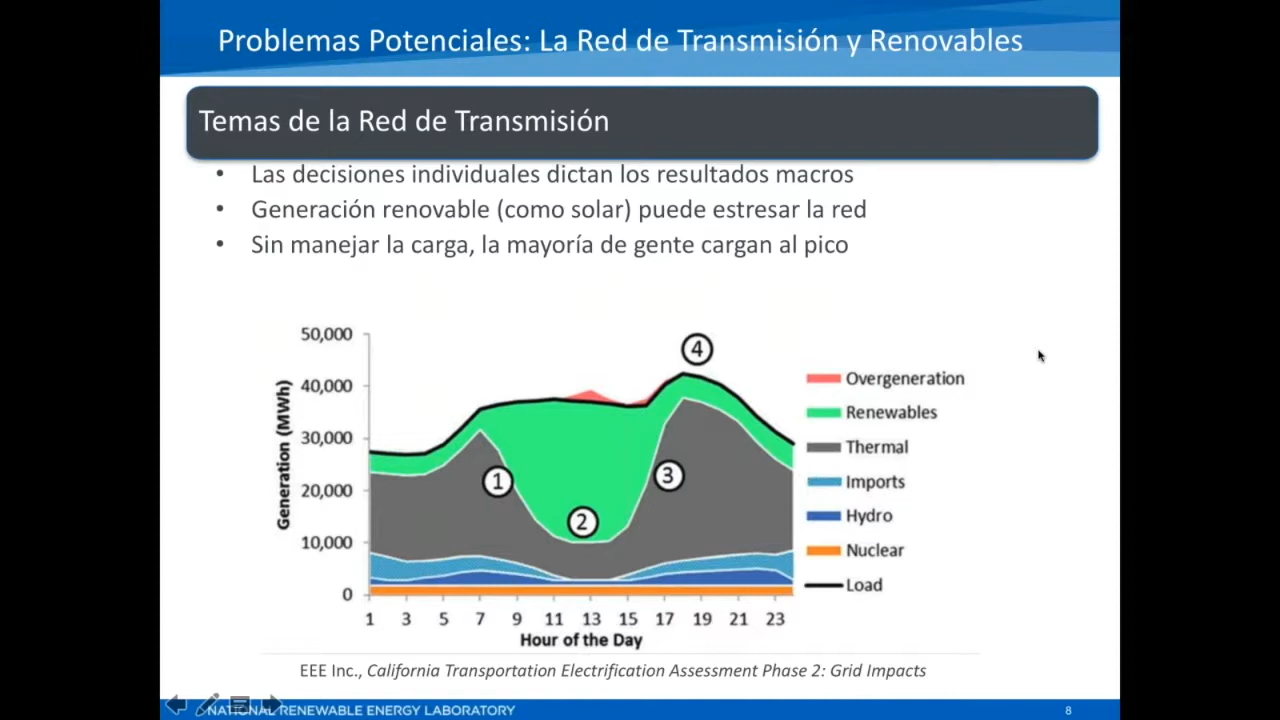 Problemas Potenciales: La Red de Transmisión y Renovables
Temas de la Red de Transmisión
• Las decisiones individuales dictan los resultados macros
• Generación renovable (como solar) puede estresar la red
• Sin manejar la carga, la mayoría de gente cargan al pico
50,000
40,000
30,000
20,000
10,000
0
Generation (MWh)
1 3 5 7 9 11 13 15 17 19 21 23
Hour of the Day
1
2
3
4
Overgeneration
Renewables
Thermal
Imports
Hydro
Nuclear
Load
EEE Inc., California Transportation Electrification Assessment Phase 2: Grid Impacts
NATIONAL RENEWABLE ENERGY LABORATORY
8